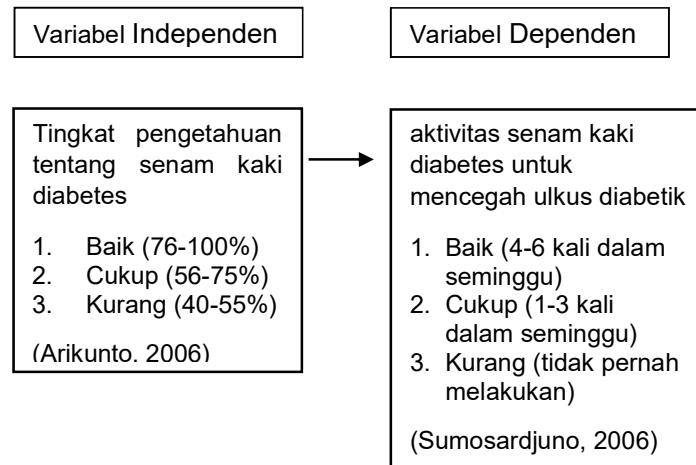 Variabel Independen
Variabel Dependen
Tingkat pengetahuan
tentang senam kaki
diabetes
1. Baik (76-100%)
2. Cukup (56-75%)
3. Kurang (40-55%)
(Arikunto. 2006)
aktivitas senam kaki
diabetes untuk
mencegah ulkus diabetik
1. Baik (4-6 kali dalam
seminggu)
2. Cukup (1-3 kali
dalam seminggu)
3. Kurang (tidak pernah
melakukan)
(Sumosardjuno, 2006)